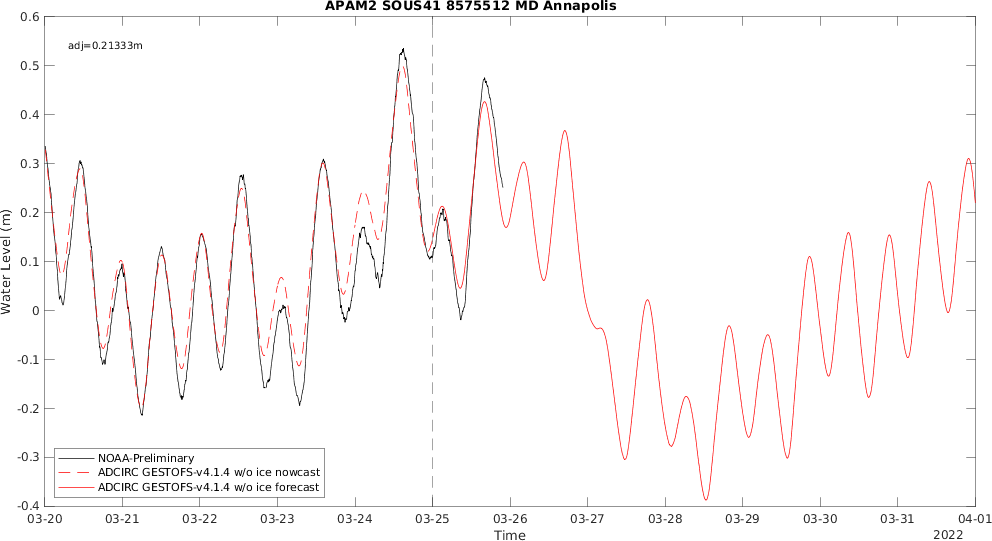 APAM2 SOUS41 8575512 MD Annapolis
adj=0.21333m
0.6
0.5
0.4
0.3
0.2
0.1
0
-0.1
-0.2
-0.3
-0.4
Water Level (m)
NOAA-Preliminary
ADCIRC GESTOFS-v4.1.4 w/o ice nowcast
ADCIRC GESTOFS-v4.1.4 w/o ice forecast
03-20 03-21 03-22 03-23 03-24 03-25 03-26 03-27 03-28 03-29 03-30 03-31 04-01
Time
2022